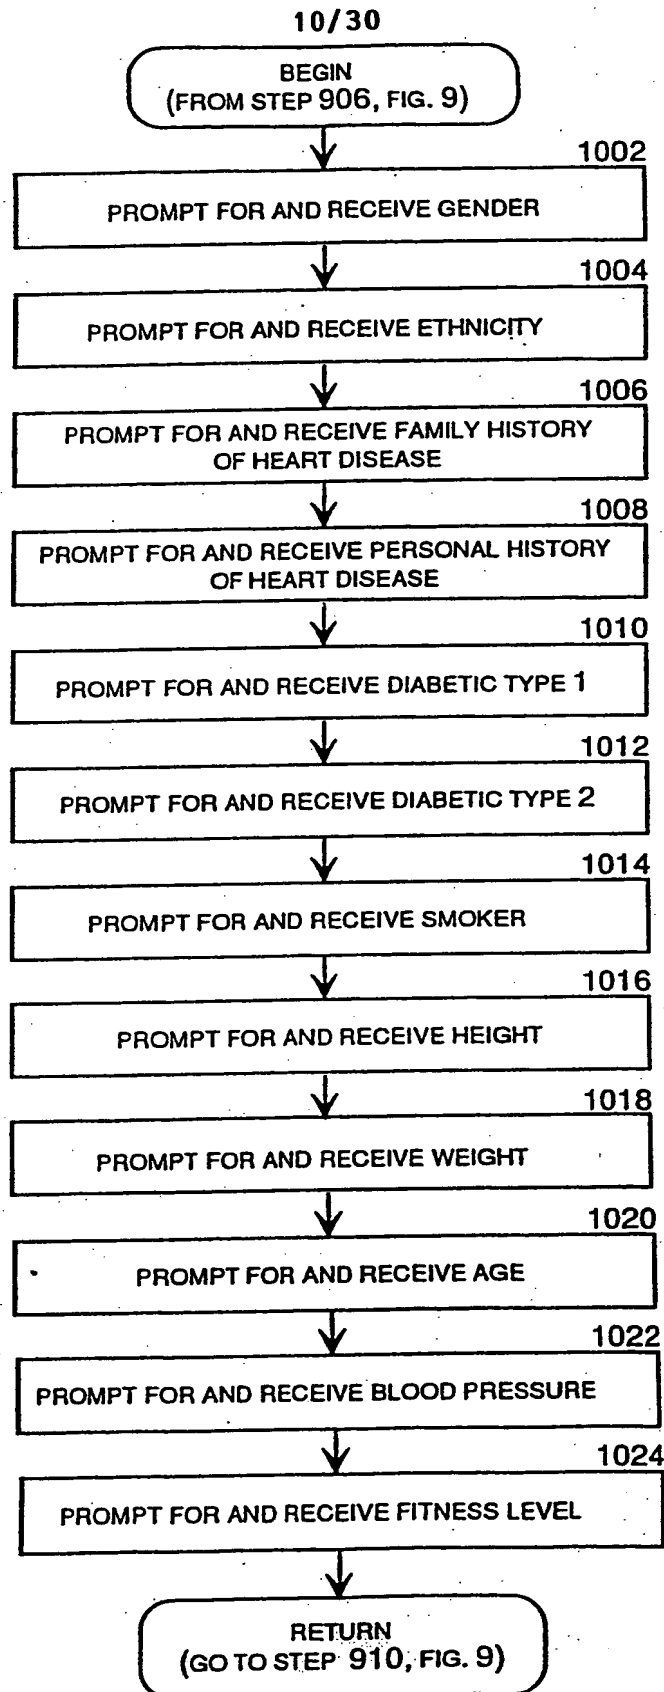 10/30
BEGIN
(FROM STEP 906, FIG. 9)
1002
PROMPT FOR AND RECEIVE GENDER
1004
PROMPT FOR AND RECEIVE ETHNICITY
1006
PROMPT FOR AND RECEIVE FAMILY HISTORY
OF HEART DISEASE
1008
PROMPT FOR AND RECEIVE PERSONAL HISTORY
OF HEART DISEASE
1010
PROMPT FOR AND RECEIVE DIABETIC TYPE 1
1012
PROMPT FOR AND RECEIVE DIABETIC TYPE 2
1014
PROMPT FOR AND RECEIVE SMOKER
1016
PROMPT FOR AND RECEIVE HEIGHT
1018
PROMPT FOR AND RECEIVE WEIGHT
1020
PROMPT FOR AND RECEIVE AGE
1022
PROMPT FOR AND RECEIVE BLOOD PRESSURE
1024
PROMPT FOR AND RECEIVE FITNESS LEVEL
RETURN
(GO TO STEP 910, FIG. 9)